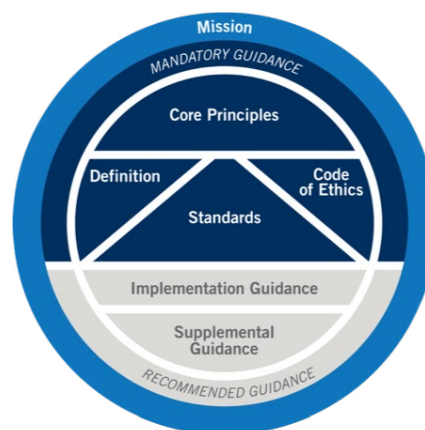 Mission
MANDATORY GUIDANCE
Core Principles
Definition
Code
of Ethics
Standards
Implementation Guidance
Supplemental
Guidance
RECOMMENDED GUIDANCE